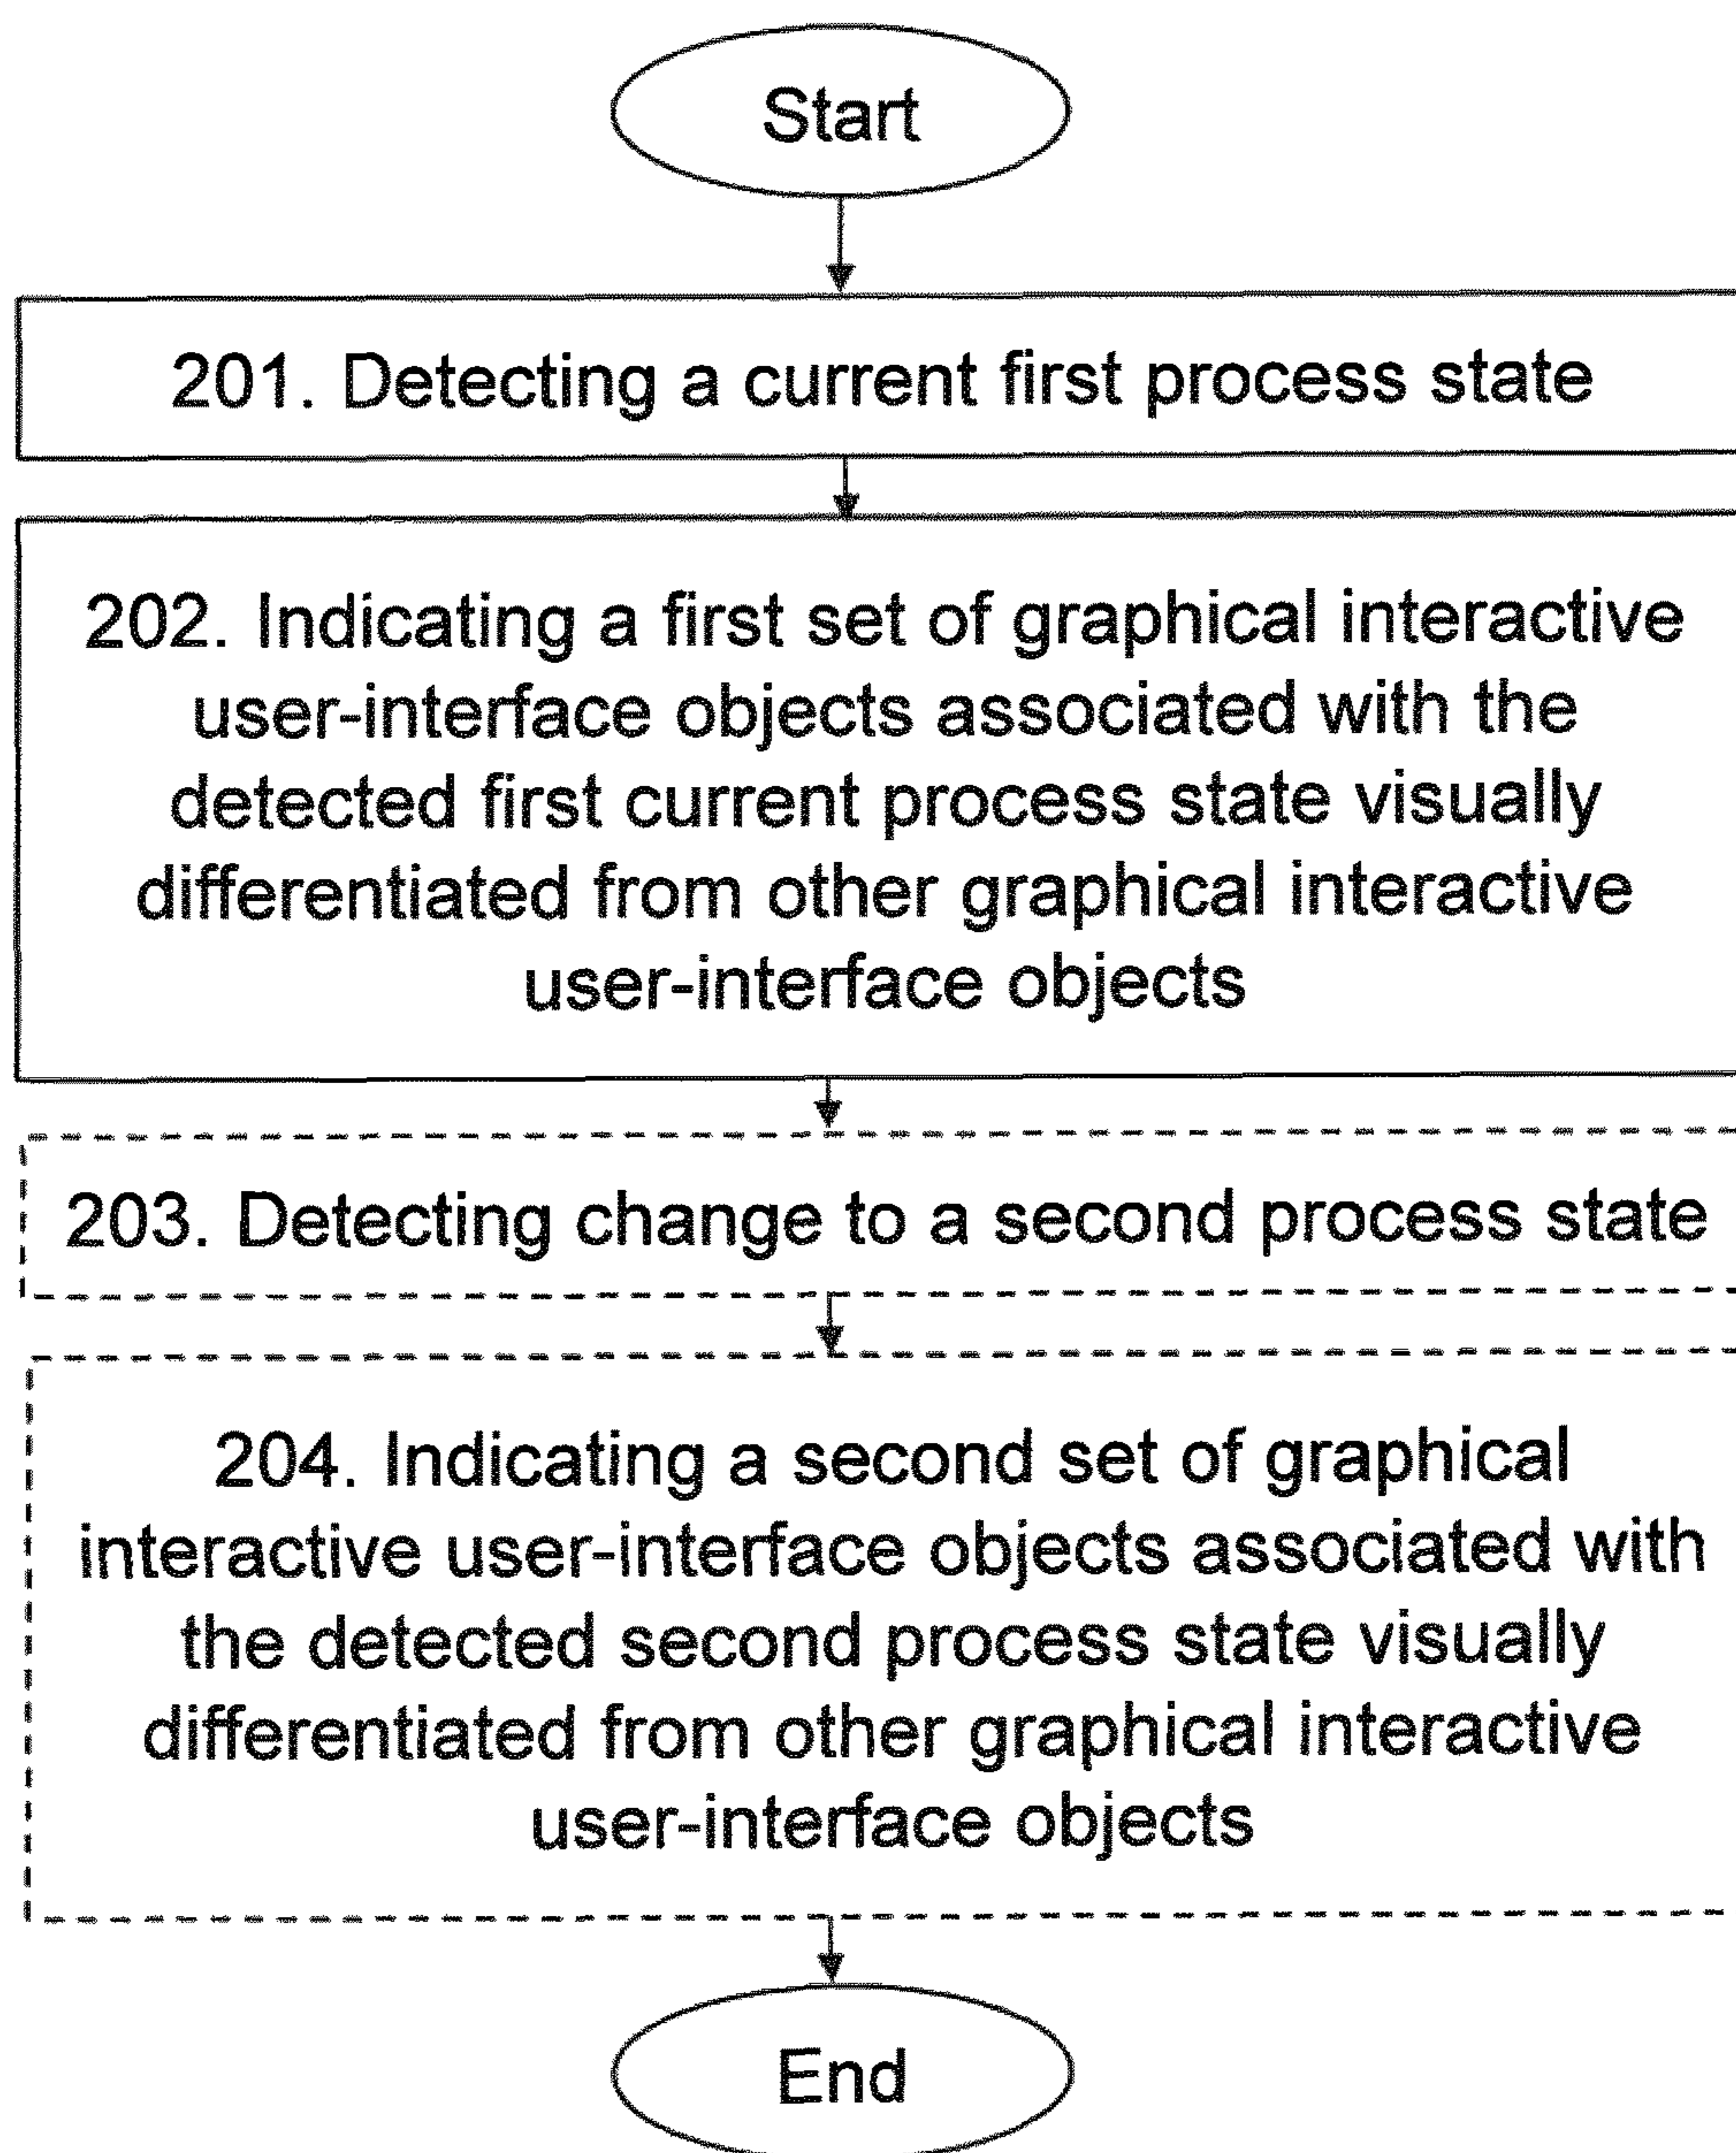 Start
201. Detecting a current first process state
202. Indicating a first set of graphical interactive
user-interface objects associated with the
detected first current process state visually
differentiated from other graphical interactive
user-interface objects
203. Detecting change to a second process state
204. Indicating a second set of graphical
interactive user-interface objects associated with
the detected second process state visually
differentiated from other graphical interactive
user-interface objects
End